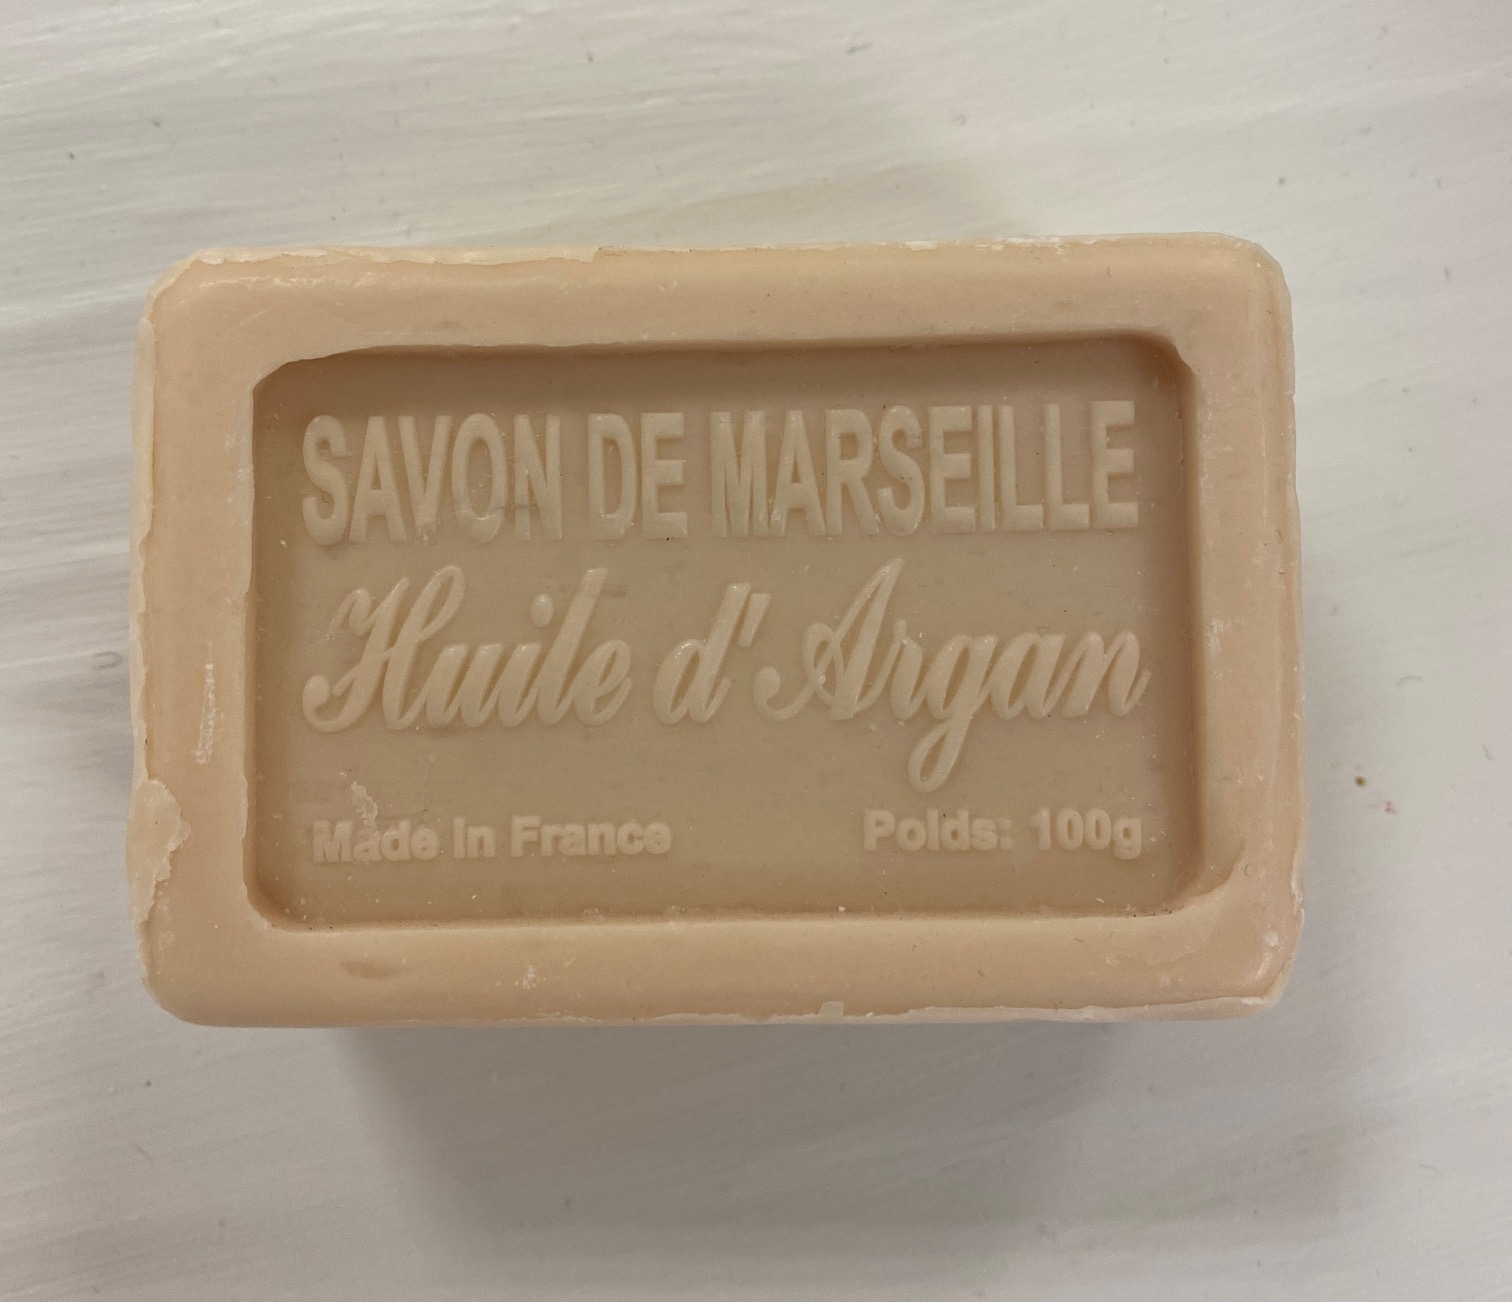 SAVON DE MARSEILLE
Huile d'Argan
Made in France Poids: 100g